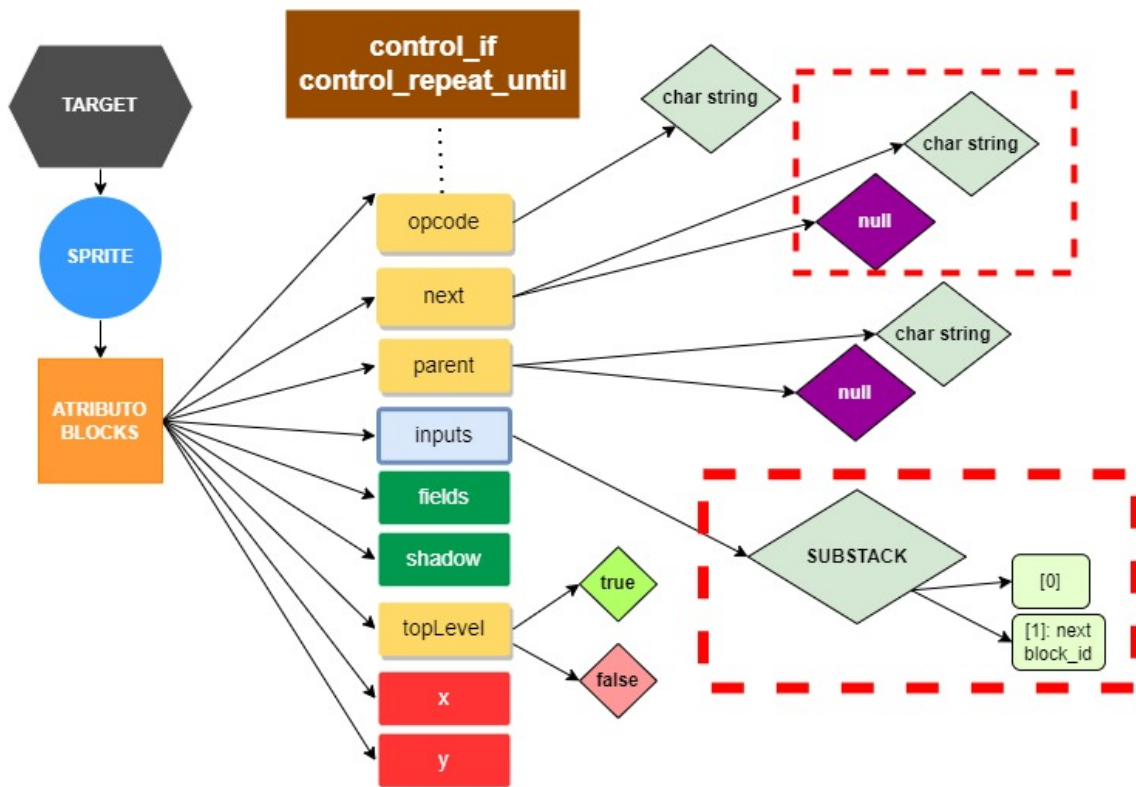 control_if
control_repeat_until
TARGET
char string
char string
opcode
null
SPRITE
next
char string
parent
null
ATRIBUTO
BLOCKS
inputs
fields
shadow
SUBSTACK
true
[0]
topLevel
[1]: next
block_id
false
x
y